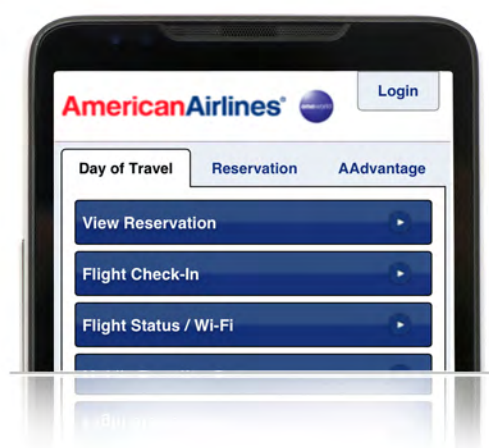 AmericanAirlines®
Login
Day of Travel Reservation AAdvantage
View Reservation
Flight Check-In
Flight Status / Wi-Fi